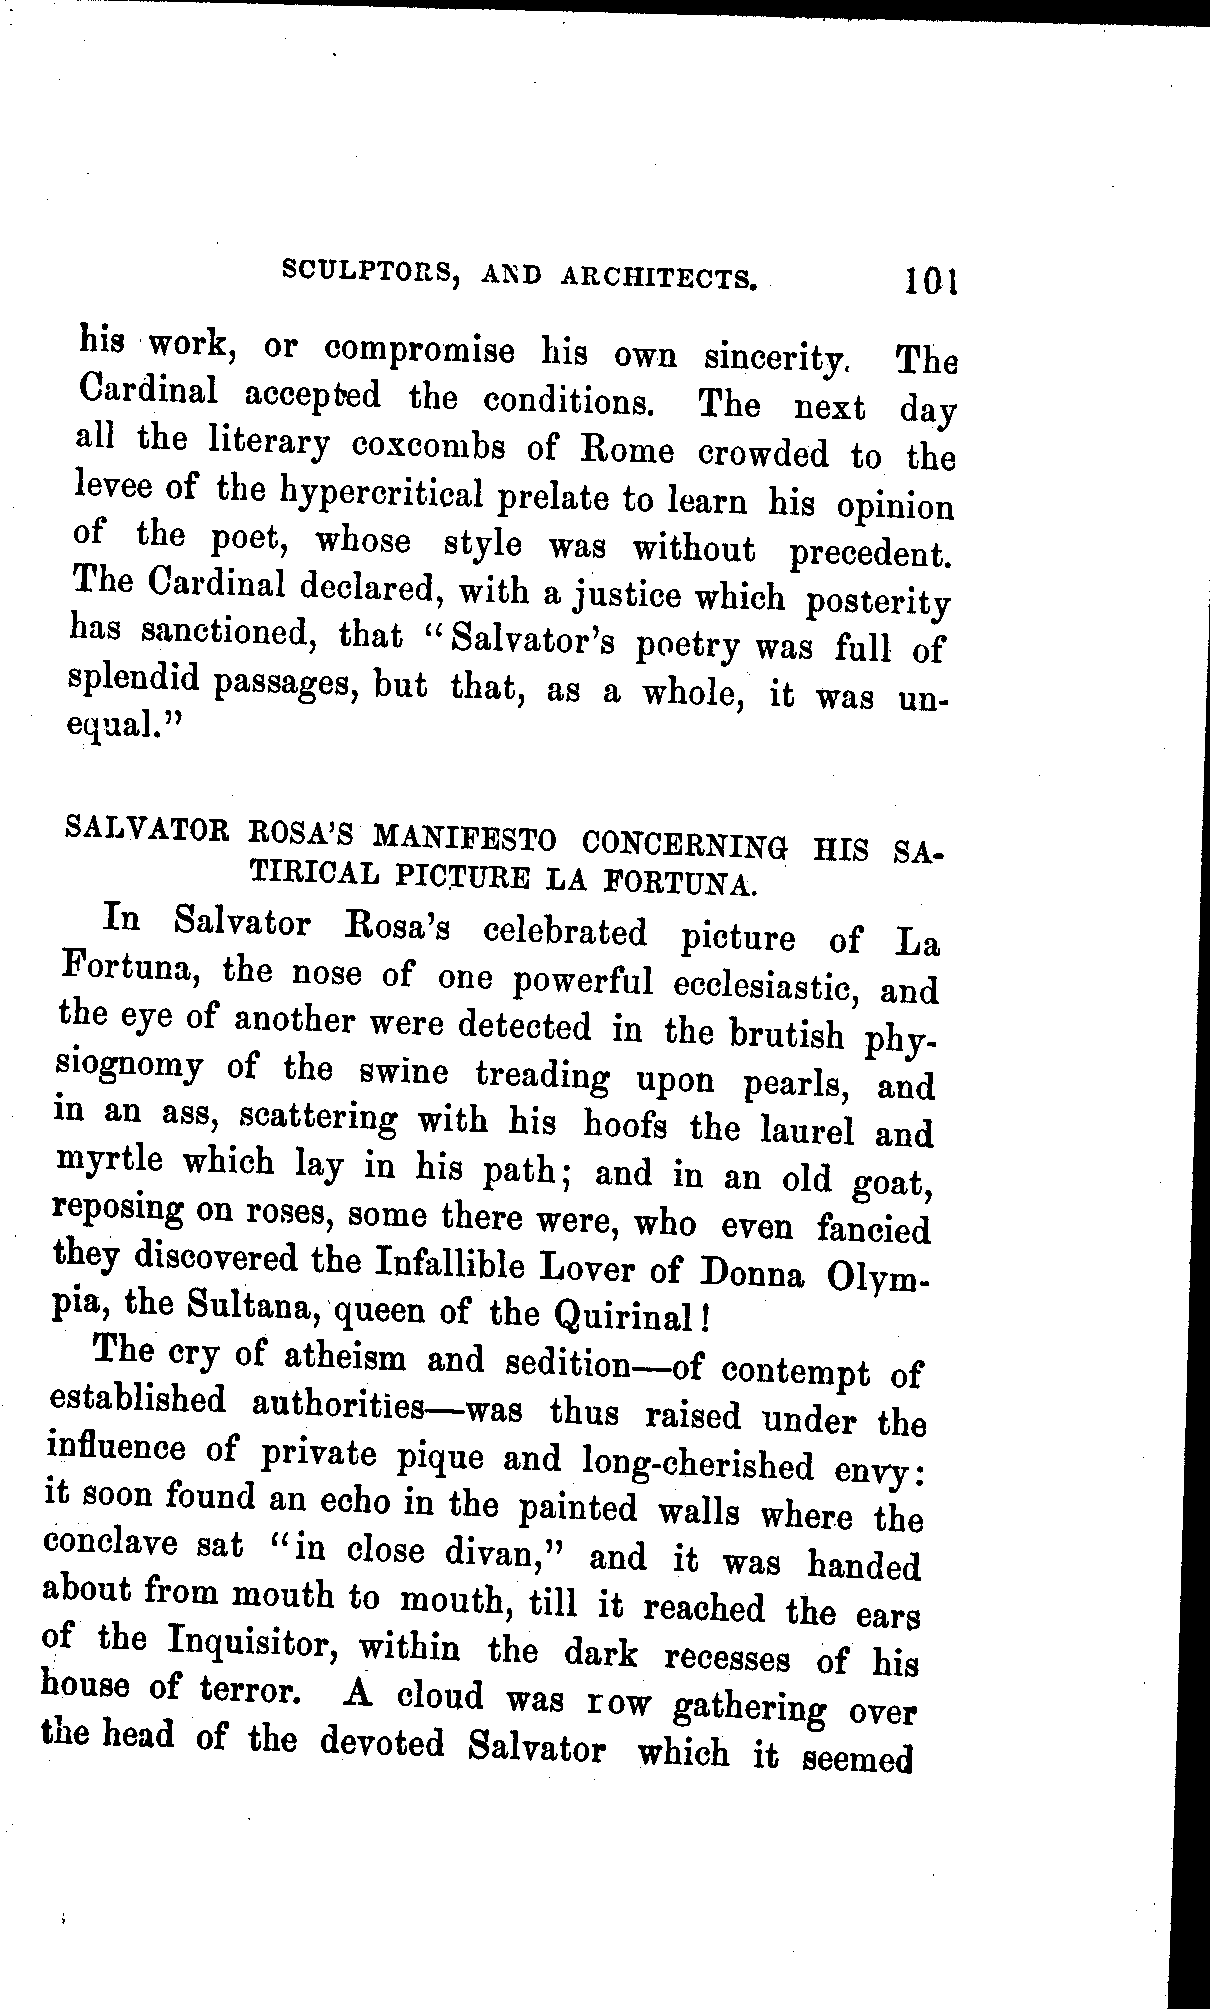 SCULPTORS, AND ARCHITECTS. 101
his work, or compromise his own sincerity. The
Cardinal accepted the conditions. The next day
all the literary coxcombs of Rome crowded to the
levee of the hypercritical prelate to learn his opinion
of the poet, whose style was without precedent.
The Cardinal declared, with a justice which posterity
has sanctioned, that "Salvator's poetry was full of
splendid passages, but that, as a whole, it was un-
equal."
SALVATOR ROSA'S MANIFESTO CONCERNING HIS SA-
TIRICAL PICTURE LA FORTUNA.
In Salvator Rosa's celebrated picture of La
Fortuna, the nose of one powerful ecclesiastic, and
the eye of another were detected in the brutish phy-
siognomy of the swine treading upon pearls, and
in an ass, scattering with his hoofs the laurel and
myrtle which lay in his path; and in an old goat,
reposing on roses, some there were, who even fancied
they discovered the Infallible Lover of Donna Olym-
pia, the Sultana, queen of the Quirinal!
The cry of atheism and sedition—of contempt of
established authorities—was thus raised under the
influence of private pique and long-cherished envy:
it soon found an echo in the painted walls where the
conclave sat "in close divan," and it was handed
about from mouth to mouth, till it reached the ears
of the Inquisitor, within the dark recesses of his
house of terror. A cloud was row gathering over
the head of the devoted Salvator which it seemed